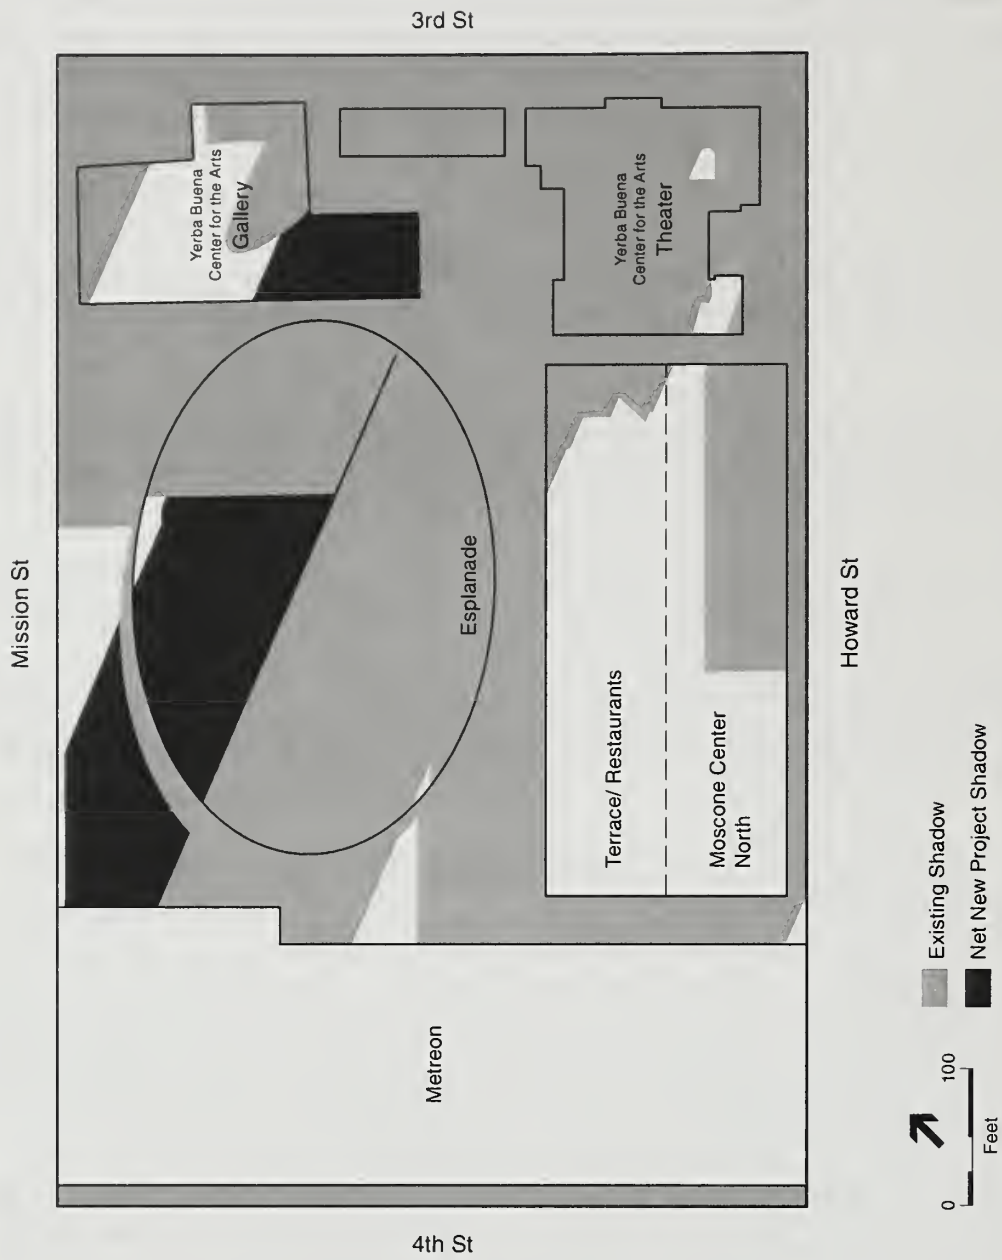 3rd St
Mission St
Yerba Buena
Center for the Arts
Gallery
Yerba Buena
Center for the Arts
Theater
Esplanade
Howard St
Terrace/ Restaurants
Moscone Center
North
Metreon
4th St
Existing Shadow
Net New Project Shadow
0
100
Feet